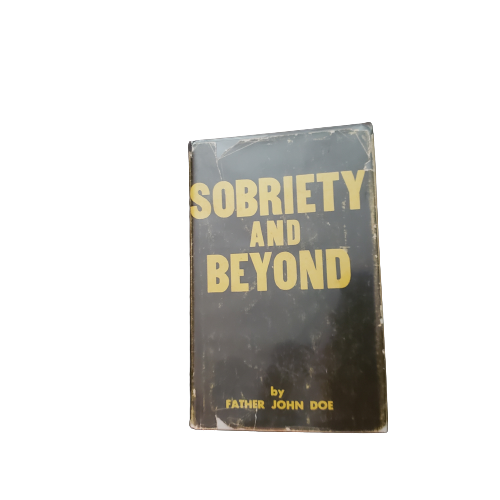 SOBRIETY
AND
BEYOND
by
FATHER JOHN DOE